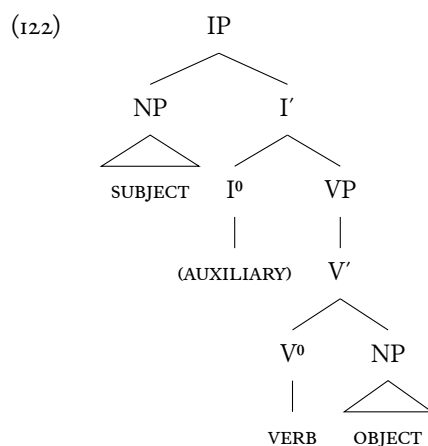 (122) IP
NP I′
SUBJECT I⁰ VP
(AUXILIARY) V′
V⁰ NP
VERB OBJECT